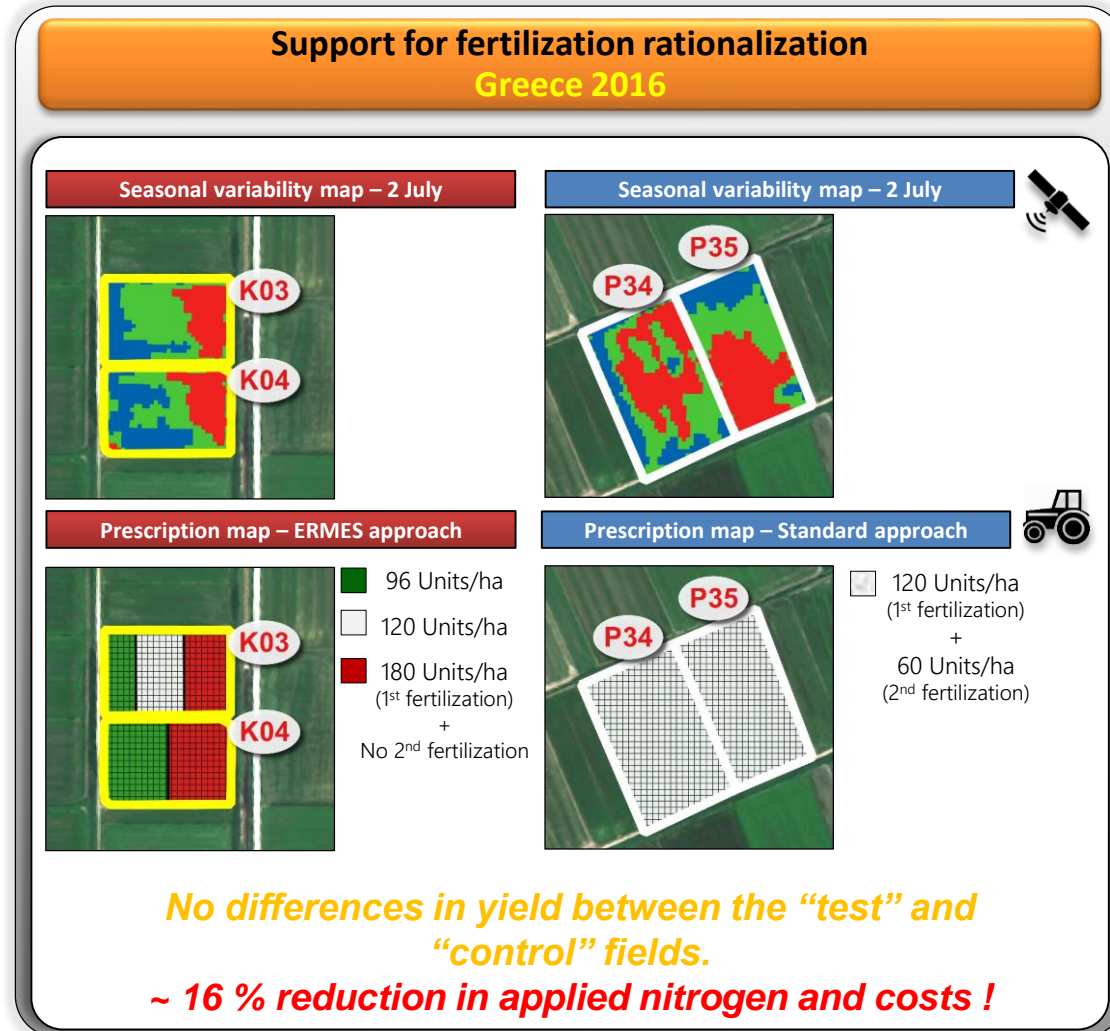 Support for fertilization rationalization
Greece 2016
Seasonal variability map – 2 July
K03
K04
Seasonal variability map – 2 July
P35
P34
Prescription map – ERMES approach
K03
K04
96 Units/ha
120 Units/ha
180 Units/ha
(1st fertilization)
+
No 2nd fertilization
Prescription map – Standard approach
P35
P34
120 Units/ha
(1st fertilization)
+
60 Units/ha
(2nd fertilization)
No differences in yield between the “test” and
“control” fields.
~ 16 % reduction in applied nitrogen and costs !